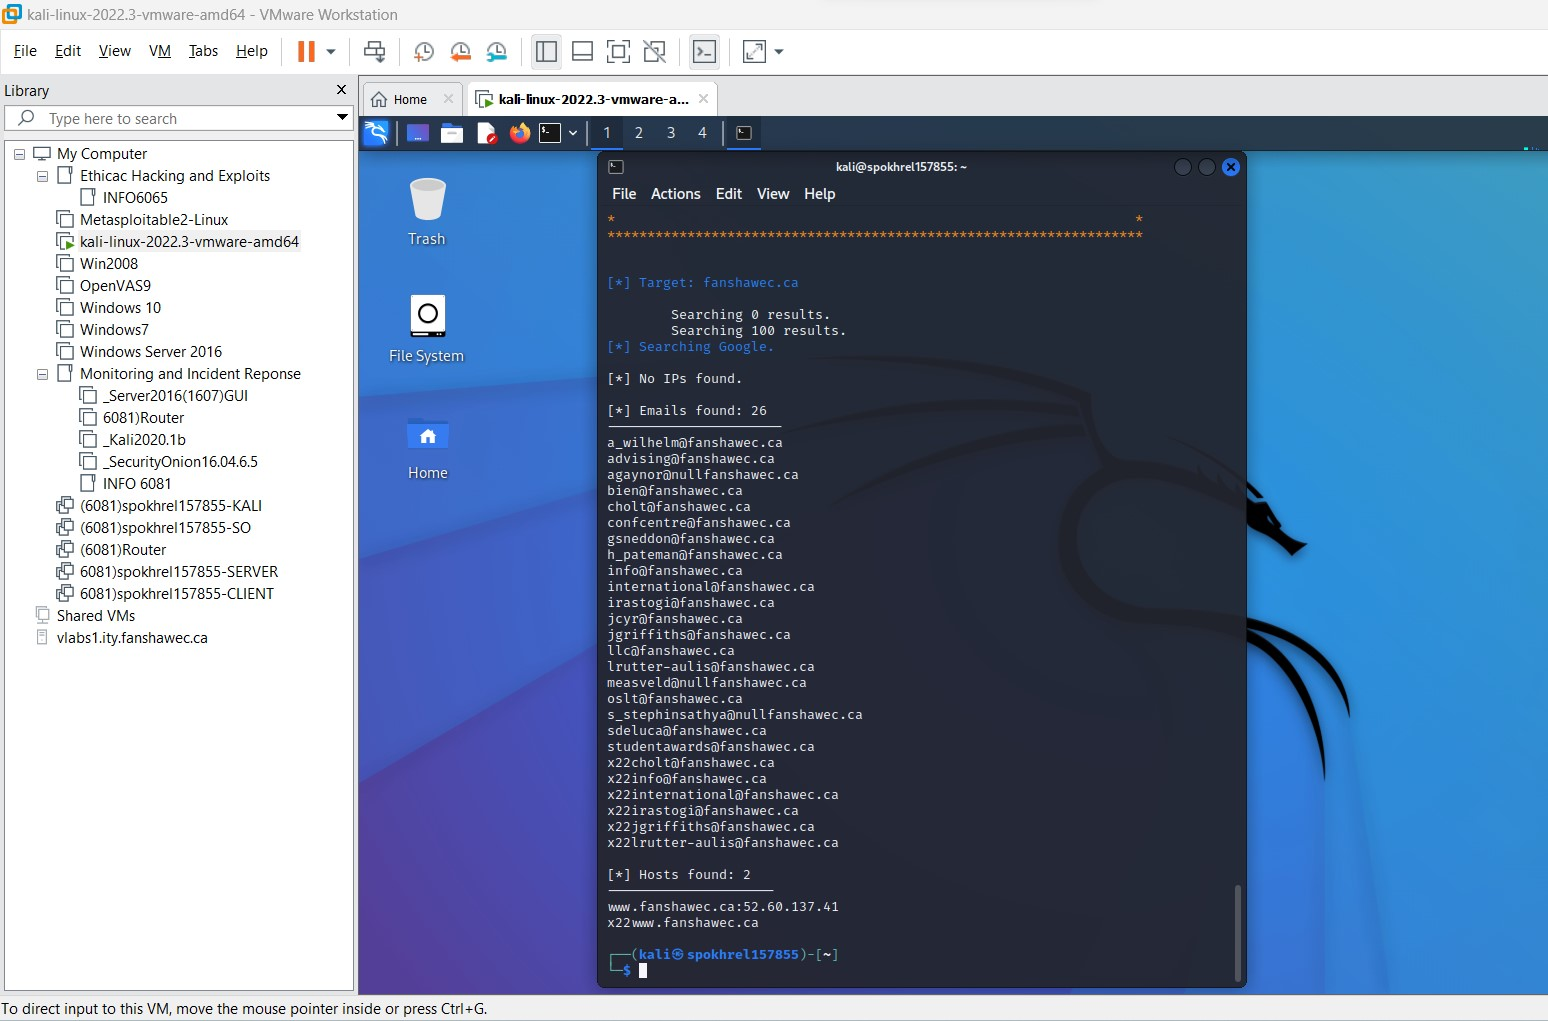 kali-linux-2022.3-vmware-amd64 - VMware Workstation
File Edit View VM Tabs Help
Library
Type here to search
My Computer
Ethicac Hacking and Exploits
INFO6065
Metasploitable2-Linux
kali-linux-2022.3-vmware-amd64
Win2008
OpenVAS9
Windows 10
Windows7
Windows Server 2016
Monitoring and Incident Reponse
_Server2016(1607)GUI
6081)Router
_Kali2020.1b
_SecurityOnion16.04.6.5
INFO 6081
(6081)spokhrel157855-KALI
(6081)spokhrel157855-SO
(6081)Router
6081)spokhrel157855-SERVER
6081)spokhrel157855-CLIENT
Shared VMs
vlabs1.ity.fanshawec.ca
Home
kali-linux-2022.3-vmware-a...
1 2 3 4
Trash
File System
Home
kali@spokhrel157855: ~
File Actions Edit View Help
* *
*******************************************************************
[*] Target: fanshawec.ca
Searching 0 results.
Searching 100 results.
[*] Searching Google.
[*] No IPs found.
[*] Emails found: 26
----------------------
a_wilhelm@fanshawec.ca
advising@fanshawec.ca
agaynor@nullfanshawec.ca
bien@fanshawec.ca
cholt@fanshawec.ca
confcentre@fanshawec.ca
gsneddon@fanshawec.ca
h_pateman@fanshawec.ca
info@fanshawec.ca
international@fanshawec.ca
irastogi@fanshawec.ca
jcyr@fanshawec.ca
jgriffiths@fanshawec.ca
llc@fanshawec.ca
lrutter-aulis@fanshawec.ca
measveld@nullfanshawec.ca
oslt@fanshawec.ca
s_stephinsathya@nullfanshawec.ca
sdeluca@fanshawec.ca
studentawards@fanshawec.ca
x22cholt@fanshawec.ca
x22info@fanshawec.ca
x22international@fanshawec.ca
x22irastogi@fanshawec.ca
x22jgriffiths@fanshawec.ca
x22lrutter-aulis@fanshawec.ca
[*] Hosts found: 2
---------------------
www.fanshawec.ca:52.60.137.41
x22www.fanshawec.ca
┌──(kali㉿spokhrel157855)-[~]
└─$
To direct input to this VM, move the mouse pointer inside or press Ctrl+G.